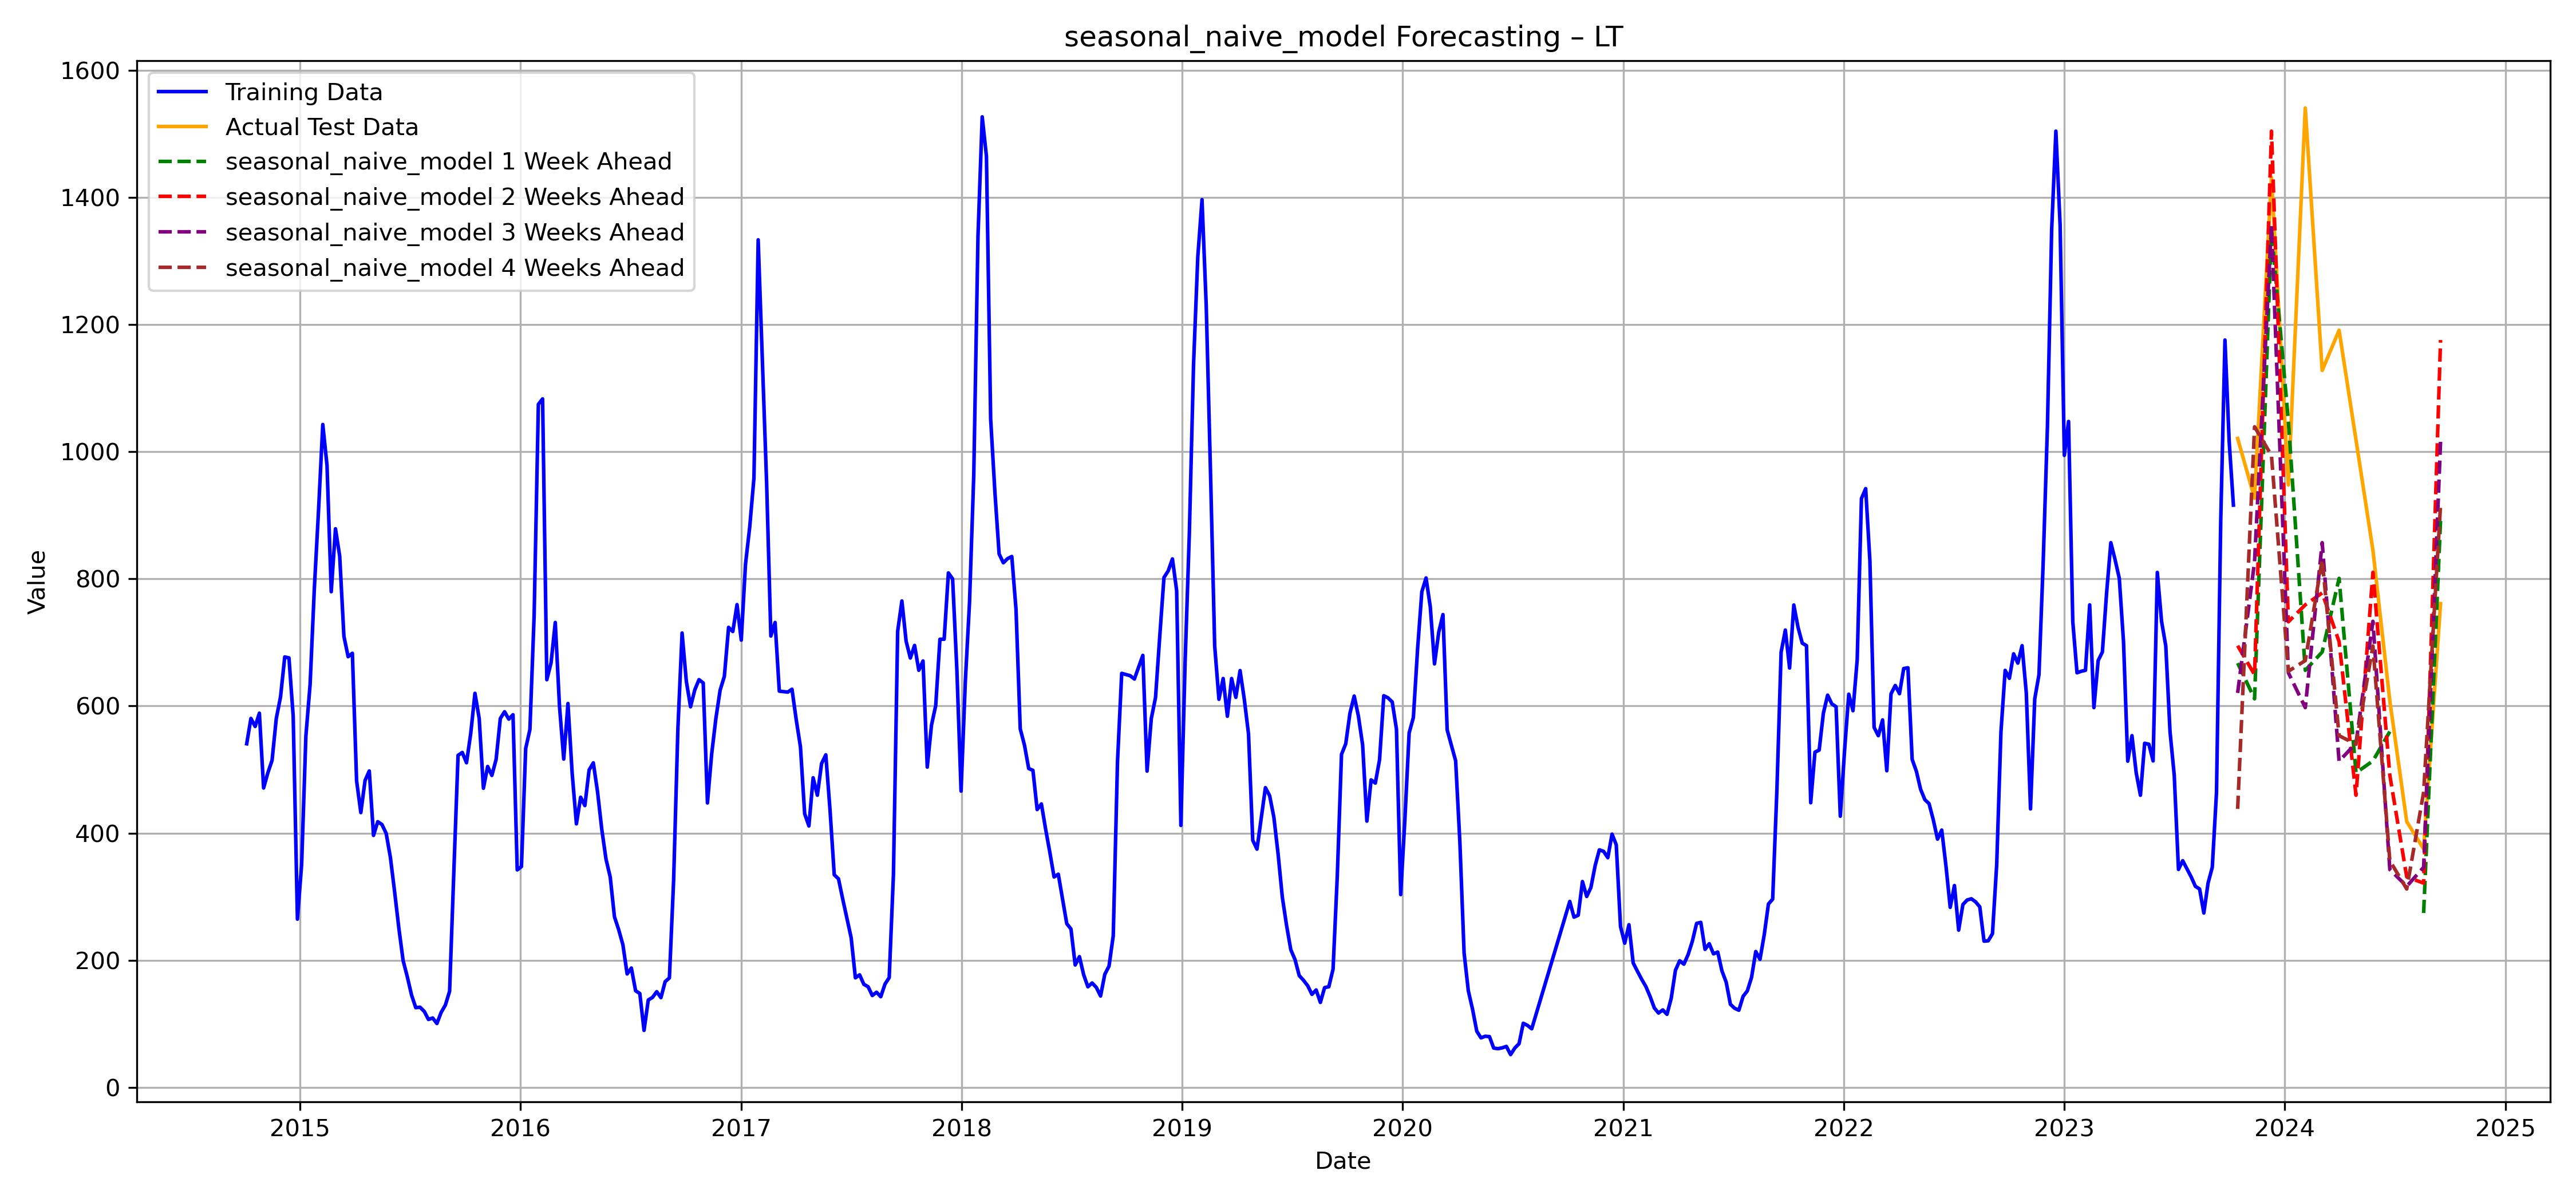 seasonal_naive_model Forecasting – LT
1600
1400
1200
1000
800
600
400
200
0
Value
Training Data
Actual Test Data
seasonal_naive_model 1 Week Ahead
seasonal_naive_model 2 Weeks Ahead
seasonal_naive_model 3 Weeks Ahead
seasonal_naive_model 4 Weeks Ahead
2015 2016 2017 2018 2019 2020 2021 2022 2023 2024 2025
Date